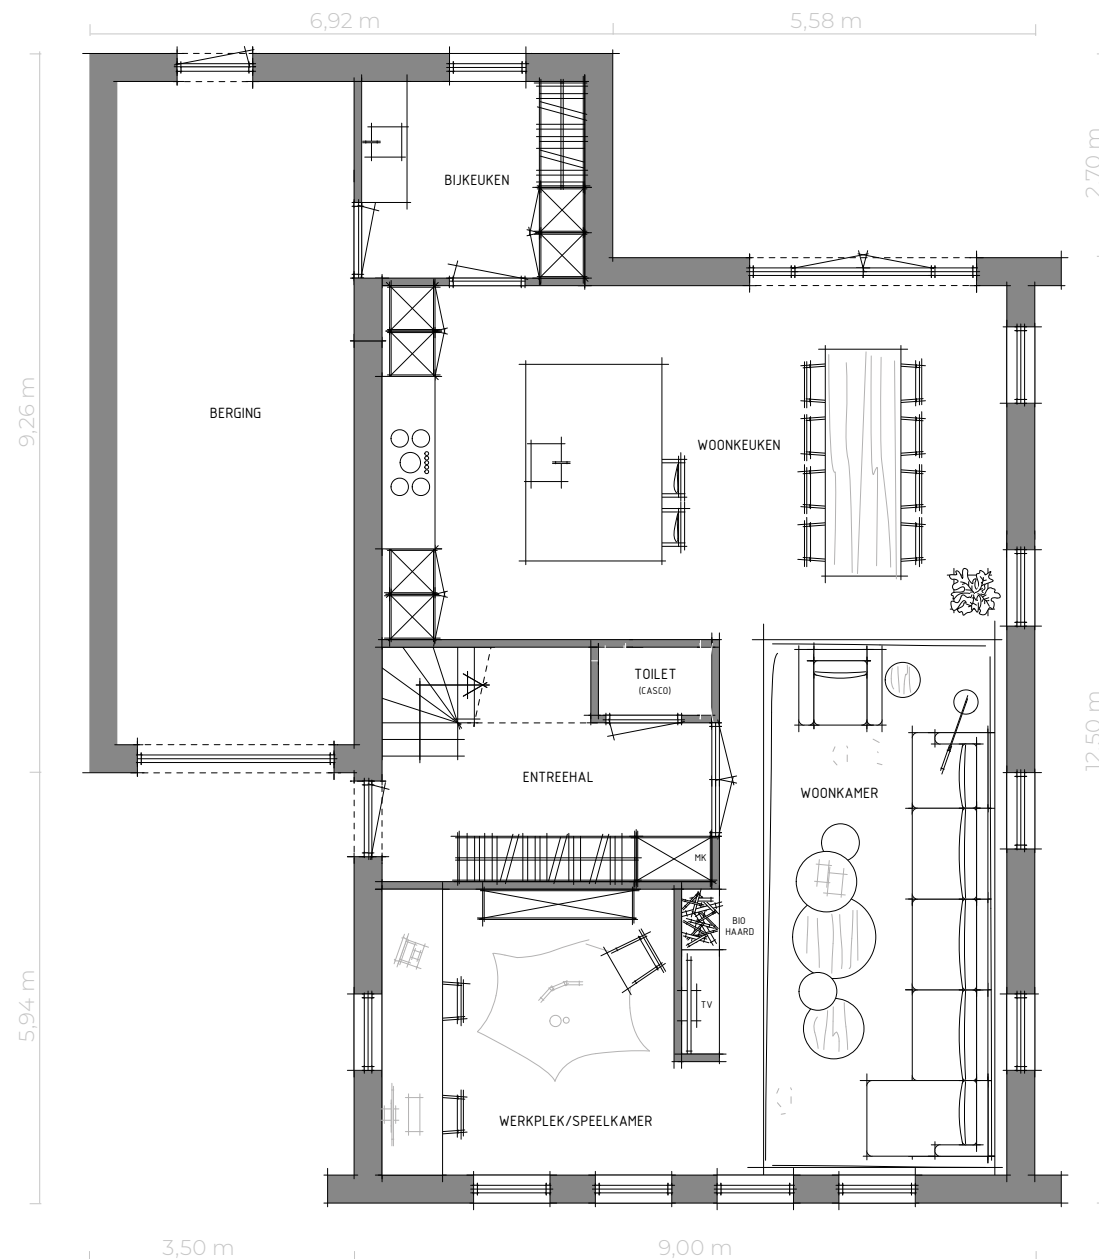 6,92 m
5,58 m
2,70 m
BIJKEUKEN
9,26 m
BERGING
WOONKEUKEN
TOILET
(CASCO)
12,50 m
ENTREEHAL
WOONKAMER
MK
BIO
HAARD
TV
5,94 m
WERKPLEK/SPEELKAMER
3,50 m
9,00 m